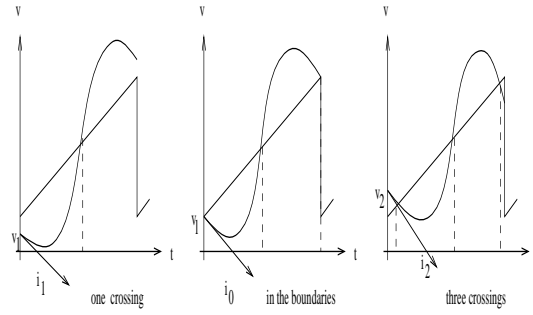 v
v
v
v1
v1
v2
t
t
t
i1
i0
i2
one crossing
in the boundaries
three crossings